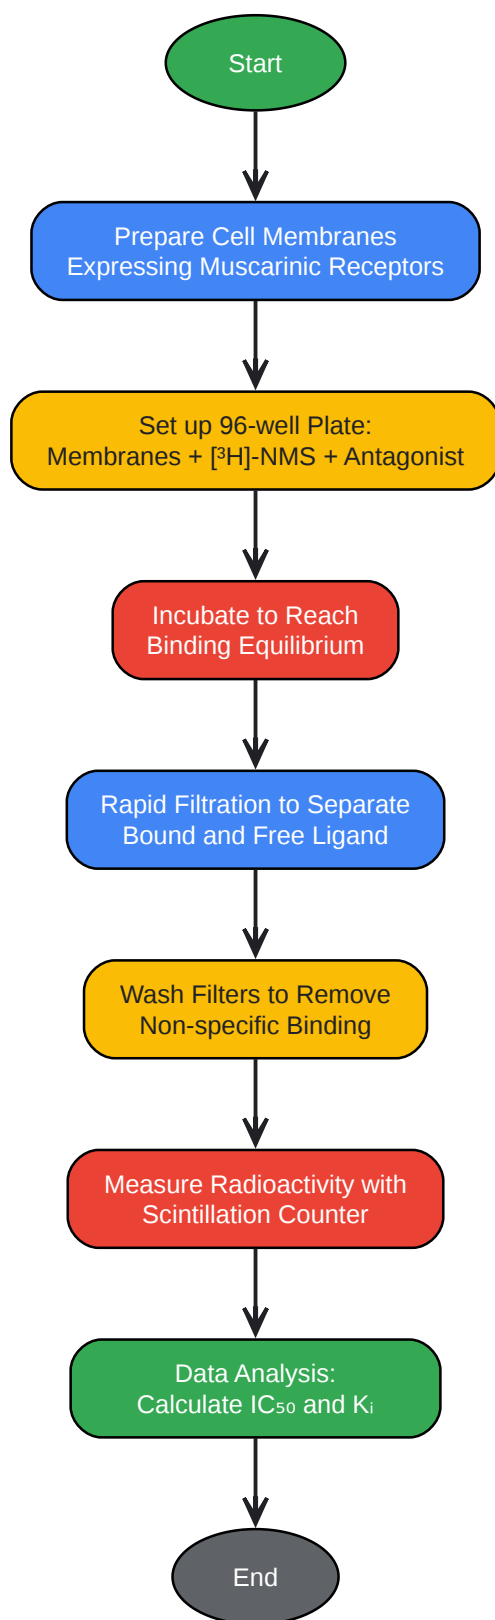 Start
Prepare Cell Membranes
Expressing Muscarinic Receptors
Set up 96-well Plate:
Membranes + [³H]-NMS + Antagonist
Incubate to Reach
Binding Equilibrium
Rapid Filtration to Separate
Bound and Free Ligand
Wash Filters to Remove
Non-specific Binding
Measure Radioactivity with
Scintillation Counter
Data Analysis:
Calculate IC₅₀ and Kᵢ
End